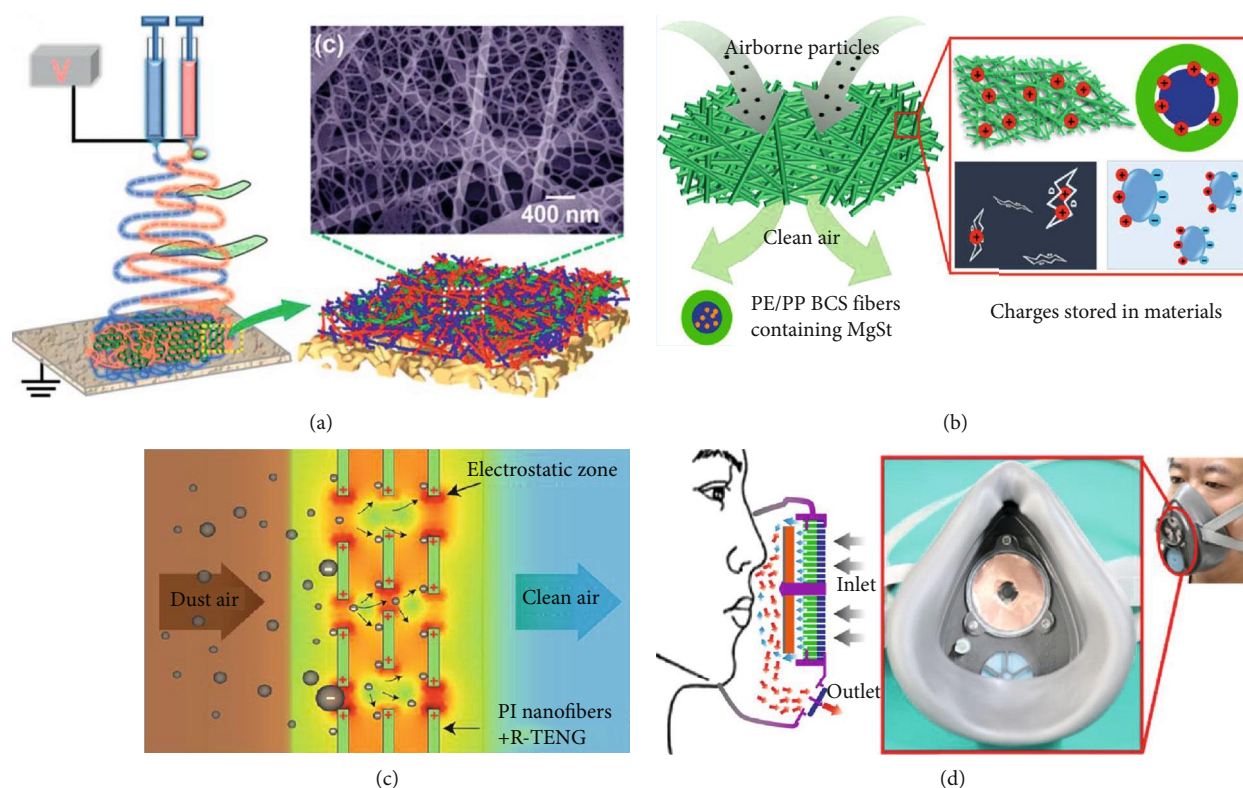 V
(c)
400 nm
(a)
Airborne particles
Clean air
PE/PP BCS fibers
containing MgSt
Charges stored in materials
(b)
Electrostatic zone
Dust air
Clean air
PI nanofibers
+R-TENG
(c)
Inlet
Outlet
(d)